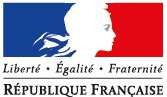 Liberté • Égalité • Fraternité
RÉPUBLIQUE FRANÇAISE